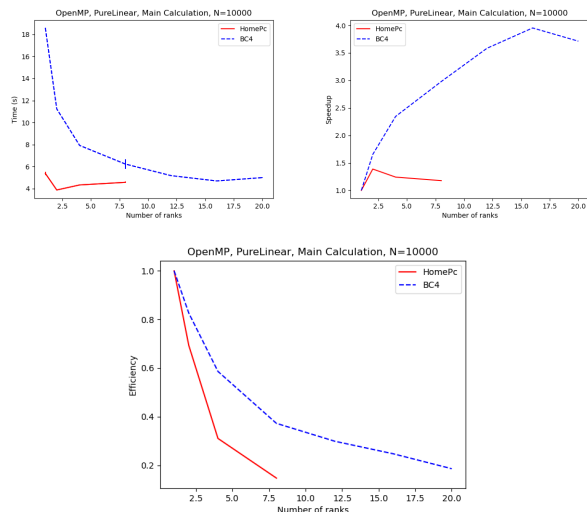 OpenMP, PureLinear, Main Calculation, N=10000
HomePc
BC4
18
16
14
12
10
8
6
4
Time (s)
2.5 5.0 7.5 10.0 12.5 15.0 17.5 20.0
Number of ranks
OpenMP, PureLinear, Main Calculation, N=10000
HomePc
BC4
4.0
3.5
3.0
2.5
2.0
1.5
1.0
Speedup
2.5 5.0 7.5 10.0 12.5 15.0 17.5 20.0
Number of ranks
OpenMP, PureLinear, Main Calculation, N=10000
HomePc
BC4
1.0
0.8
0.6
0.4
0.2
Efficiency
2.5 5.0 7.5 10.0 12.5 15.0 17.5 20.0
Number of ranks